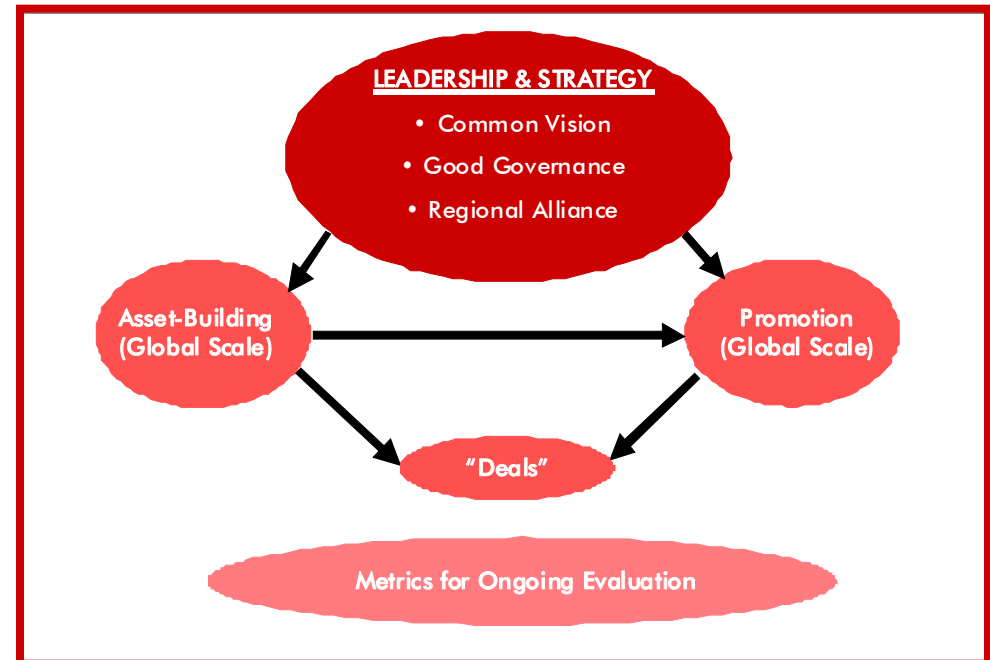 LEADERSHIP & STRATEGY
• Common Vision
• Good Governance
• Regional Alliance
Asset-Building
(Global Scale)
Promotion
(Global Scale)
“Deals”
Metrics for Ongoing Evaluation